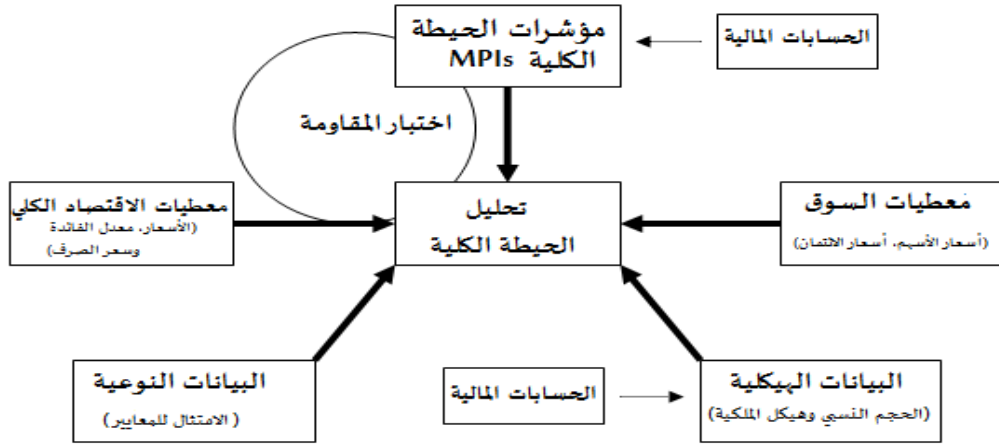 مؤشرات الحيطة
الكلية MPIs
الحسابات المالية
اختبار المقاومة
معطيات الاقتصاد الكلي
(الأسعار، معدل الفائدة
وسعر الصرف)
تحليل
الحيطة الكلية
معطيات السوق
(أسعار الأسهم، أسعار الائتمان)
البيانات النوعية
(الامتثال للمعايير)
الحسابات المالية
البيانات الهيكلية
(الحجم النسبي وهيكل الملكية)